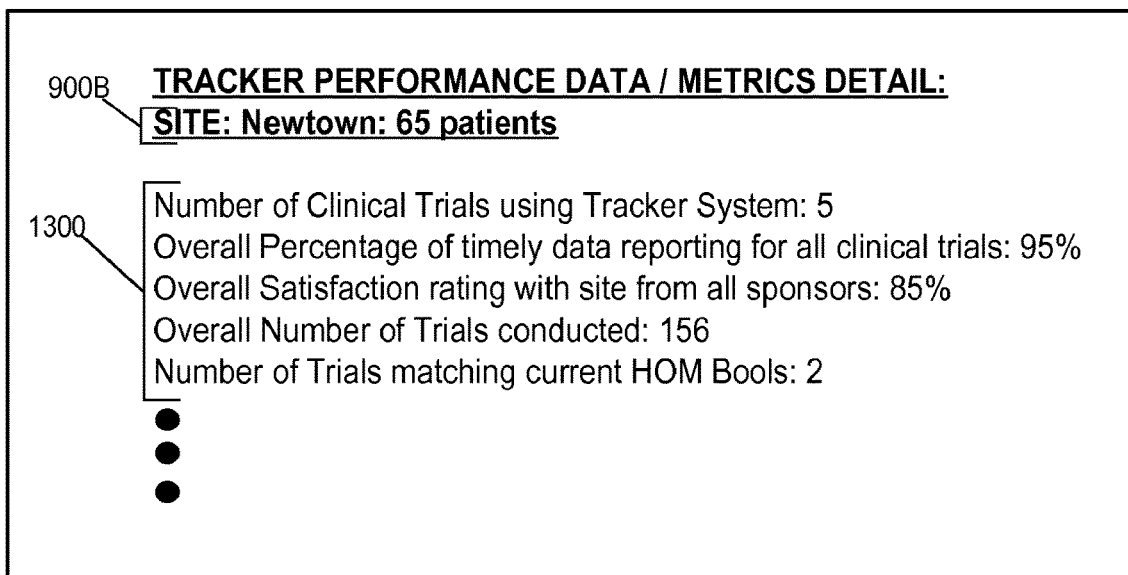 900B
TRACKER PERFORMANCE DATA / METRICS DETAIL:
SITE: Newtown: 65 patients
1300
Number of Clinical Trials using Tracker System: 5
Overall Percentage of timely data reporting for all clinical trials: 95%
Overall Satisfaction rating with site from all sponsors: 85%
Overall Number of Trials conducted: 156
Number of Trials matching current HOM Bools: 2